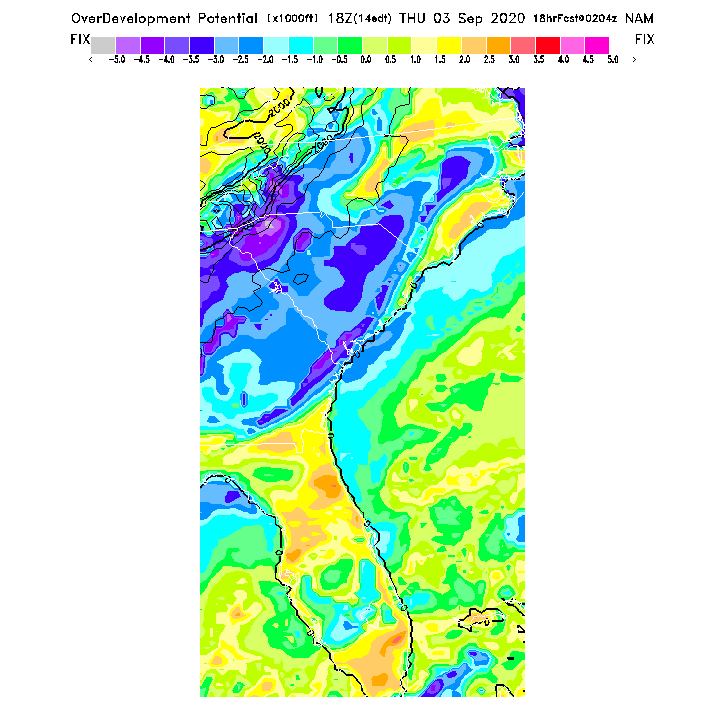 OverDevelopment Potential [x1000ft] 18Z(14edt) THU 03 Sep 2020 18hrFcst@0204z NAM
FIX FIX
< -5.0 -4.5 -4.0 -3.5 -3.0 -2.5 -2.0 -1.5 -1.0 -0.5 0.0 0.5 1.0 1.5 2.0 2.5 3.0 3.5 4.0 4.5 5.0 >
2000
2000